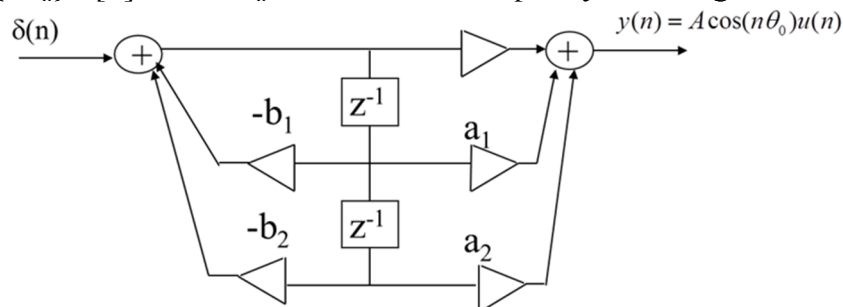 δ(n)
y(n) = A cos(nθ₀)u(n)
+
+
z⁻¹
-b₁
a₁
z⁻¹
-b₂
a₂